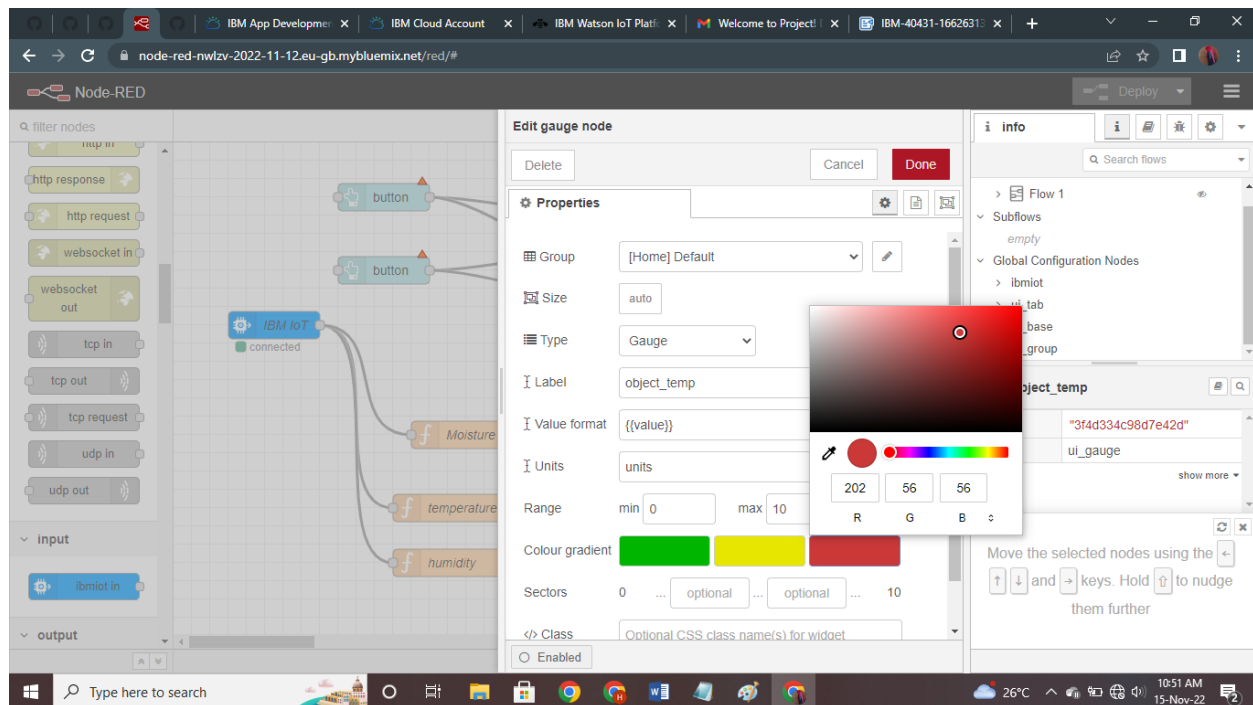 IBM App Developmer
IBM Cloud Account
IBM Watson IoT Platf
Welcome to Project!
IBM-40431-16626313
node-red-nwlzv-2022-11-12.eu-gb.mybluemix.net/red/#
Node-RED
Deploy
filter nodes
http in
http response
http request
websocket in
websocket
out
tcp in
tcp out
tcp request
udp in
udp out
input
ibmiot in
output
button
button
IBM IoT
connected
Moisture
temperature
humidity
Edit gauge node
Delete
Cancel
Done
Properties
Group
[Home] Default
Size
auto
Type
Gauge
Label
object_temp
Value format
{{value}}
Units
units
Range
min 0
max 10
Colour gradient
Sectors
0 ... optional ... optional ... 10
</> Class
Optional CSS class name(s) for widget
Enabled
202 56 56
R G B
i info
i
Search flows
Flow 1
Subflows
empty
Global Configuration Nodes
ibmiot
ui_tab
_base
_group
ject_temp
"3f4d334c98d7e42d"
ui_gauge
show more
Move the selected nodes using the ←
↑ ↓ and → keys. Hold ⇧ to nudge
them further
Type here to search
26°C
10:51 AM
15-Nov-22
2